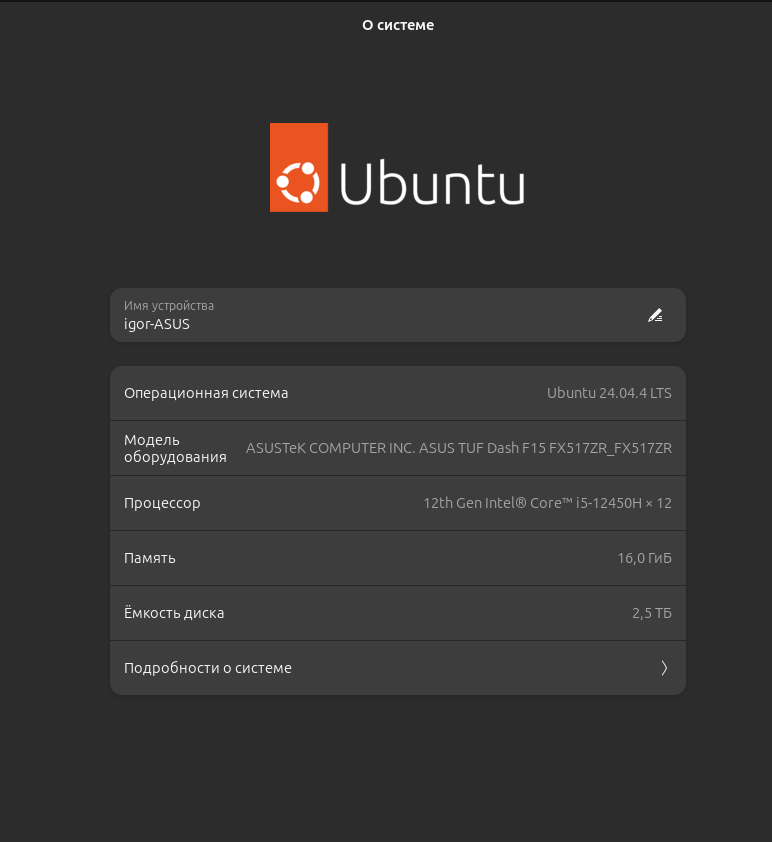 О системе
Ubuntu
Имя устройства
igor-ASUS
Операционная система Ubuntu 24.04.4 LTS
Модель
оборудования ASUSTeK COMPUTER INC. ASUS TUF Dash F15 FX517ZR_FX517ZR
Процессор 12th Gen Intel® Core™ i5-12450H × 12
Память 16,0 ГиБ
Ёмкость диска 2,5 ТБ
Подробности о системе